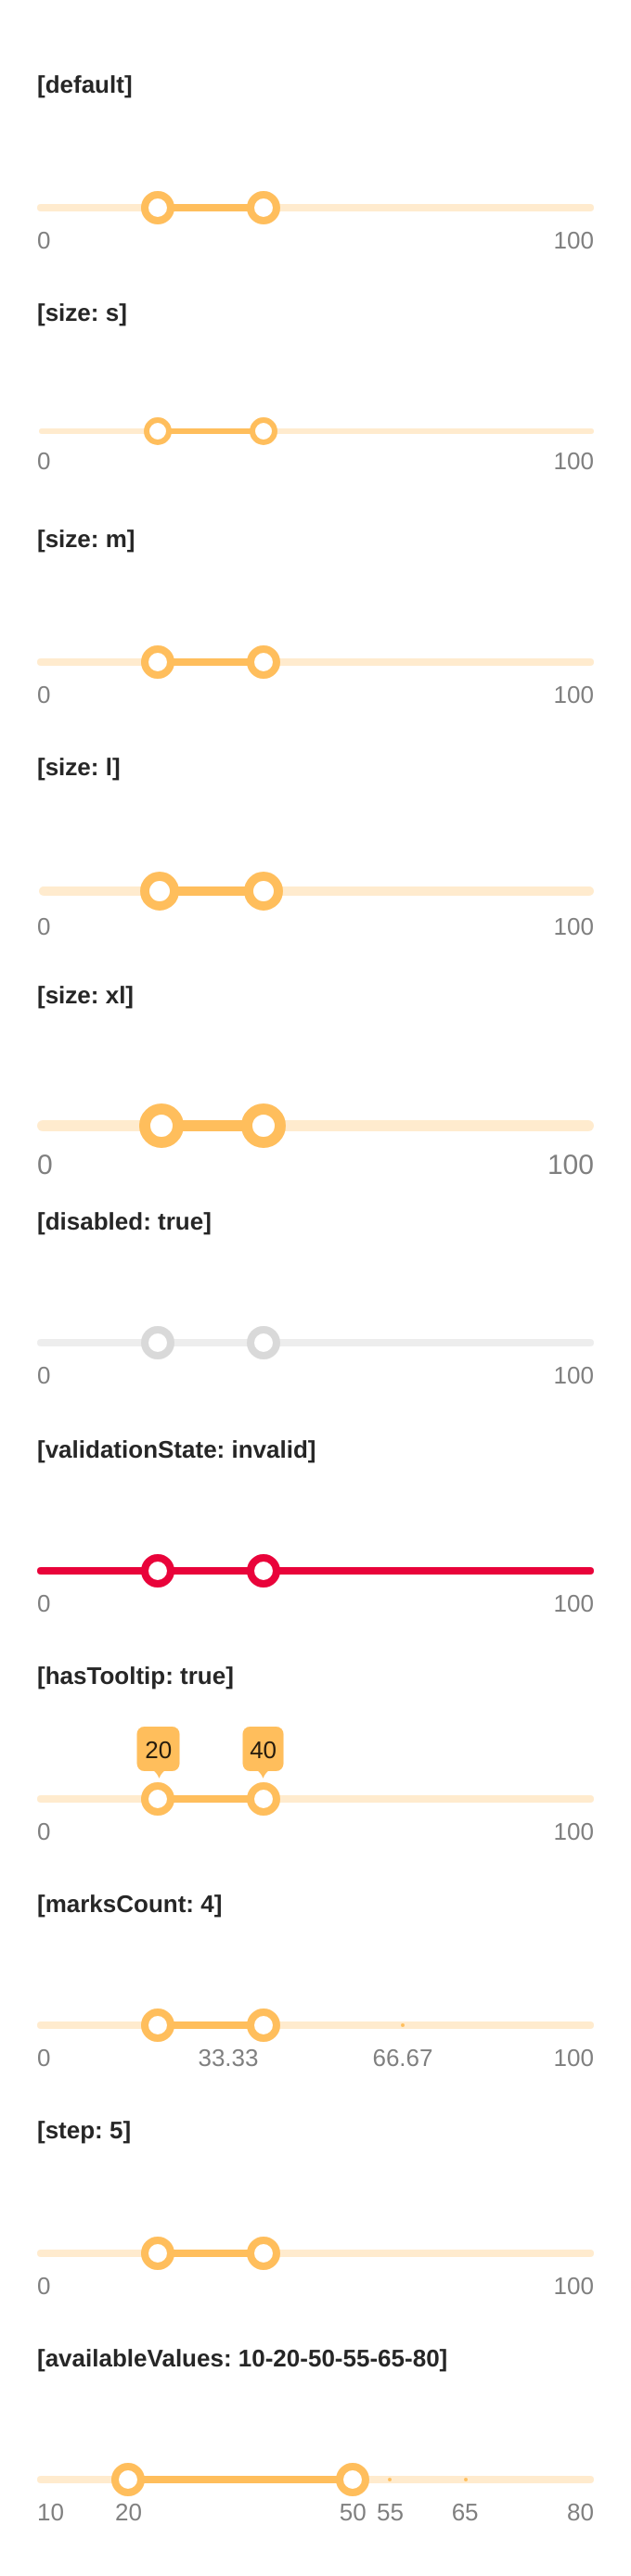 [default]
0 100
[size: s]
0 100
[size: m]
0 100
[size: l]
0 100
[size: xl]
0 100
[disabled: true]
0 100
[validationState: invalid]
0 100
[hasTooltip: true]
20 40
0 100
[marksCount: 4]
0 33.33 66.67 100
[step: 5]
0 100
[availableValues: 10-20-50-55-65-80]
10 20 50 55 65 80